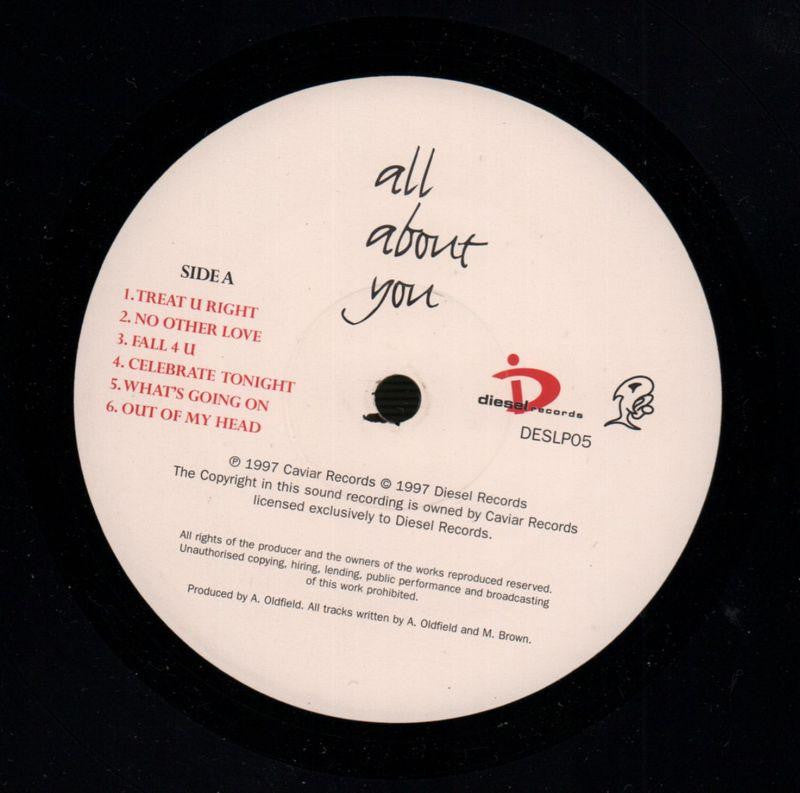 all
about
you
SIDE A
1. TREAT U RIGHT
2. NO OTHER LOVE
3. FALL 4 U
4. CELEBRATE TONIGHT
5. WHAT'S GOING ON
6. OUT OF MY HEAD
diesel records
DESLP05
℗ 1997 Caviar Records © 1997 Diesel Records
The Copyright in this sound recording is owned by Caviar Records
licensed exclusively to Diesel Records.
All rights of the producer and the owners of the works reproduced reserved.
Unauthorised copying, hiring, lending, public performance and broadcasting
of this work prohibited.
Produced by A. Oldfield. All tracks written by A. Oldfield and M. Brown.